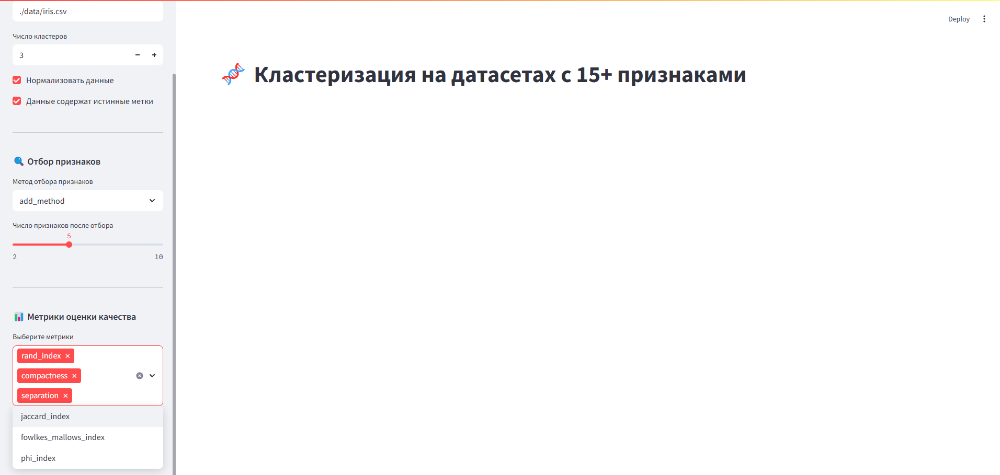 ./data/iris.csv
Число кластеров
3
Нормализовать данные
Данные содержат истинные метки
Отбор признаков
Метод отбора признаков
add_method
Число признаков после отбора
5
2 10
Метрики оценки качества
Выберите метрики
rand_index ×
compactness ×
separation ×
jaccard_index
fowlkes_mallows_index
phi_index
Deploy
Кластеризация на датасетах с 15+ признаками